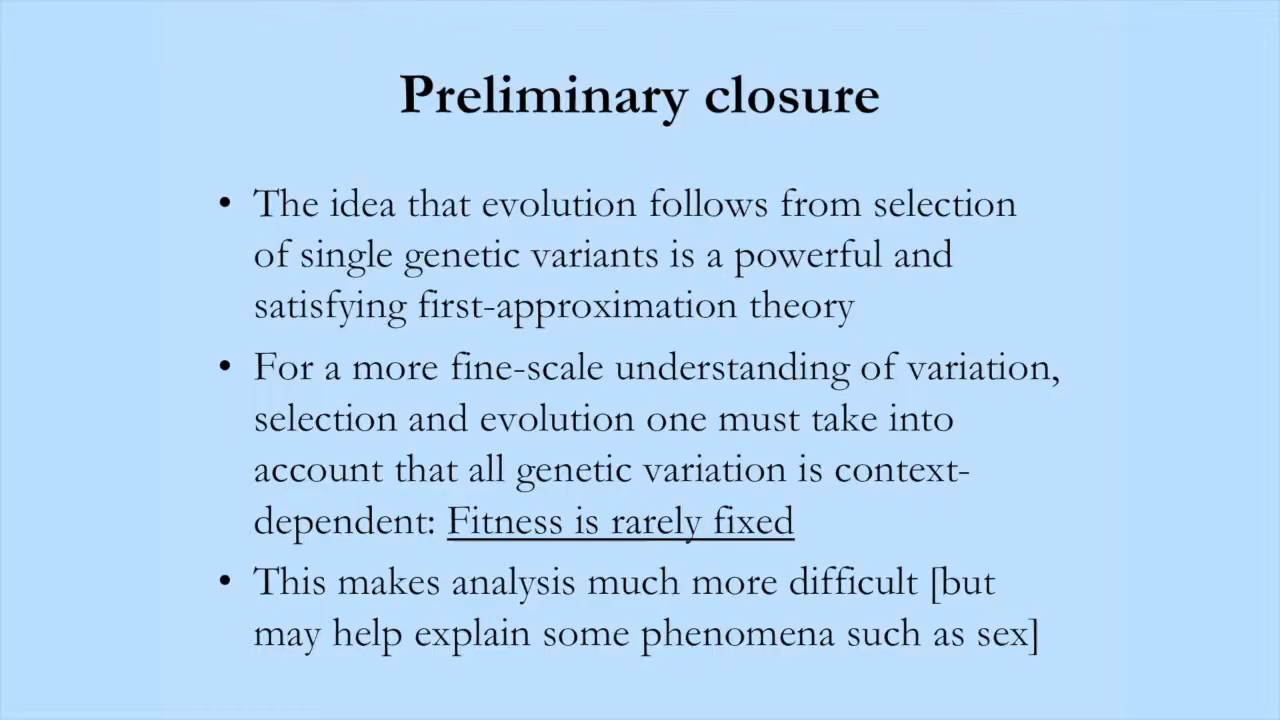 Preliminary closure
• The idea that evolution follows from selection
of single genetic variants is a powerful and
satisfying first-approximation theory
• For a more fine-scale understanding of variation,
selection and evolution one must take into
account that all genetic variation is context-
dependent: Fitness is rarely fixed
• This makes analysis much more difficult [but
may help explain some phenomena such as sex]